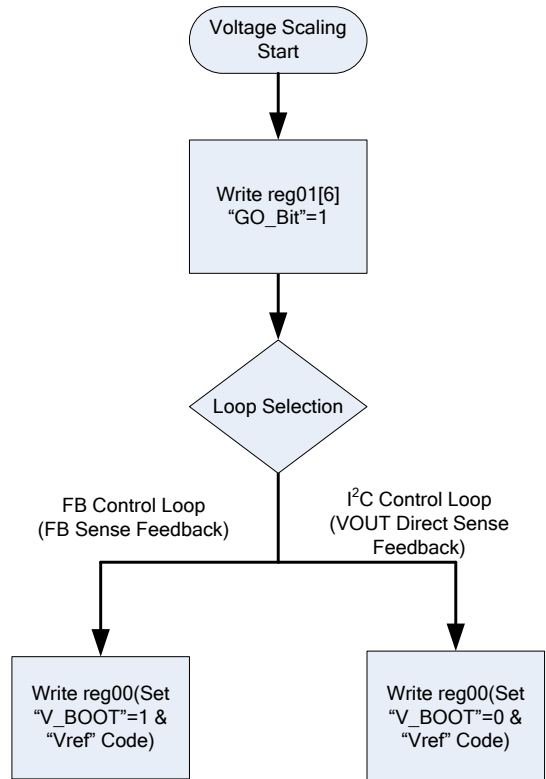 Voltage Scaling
Start
Write reg01[6]
“GO_Bit”=1
Loop Selection
FB Control Loop
(FB Sense Feedback)
I²C Control Loop
(VOUT Direct Sense
Feedback)
Write reg00(Set
“V_BOOT”=1 &
“Vref” Code)
Write reg00(Set
“V_BOOT”=0 &
“Vref” Code)